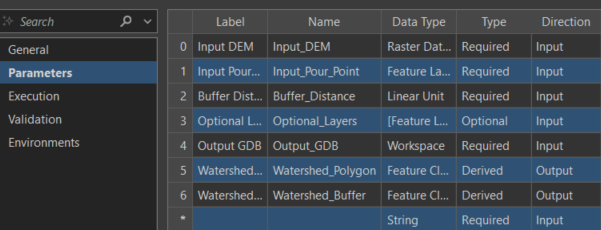 Search
General
Parameters
Execution
Validation
Environments
Label Name Data Type Type Direction
0 Input DEM Input_DEM Raster Dat... Required Input
1 Input Pour... Input_Pour_Point Feature La... Required Input
2 Buffer Dist... Buffer_Distance Linear Unit Required Input
3 Optional L... Optional_Layers [Feature L... Optional Input
4 Output GDB Output_GDB Workspace Required Input
5 Watershed... Watershed_Polygon Feature Cl... Derived Output
6 Watershed... Watershed_Buffer Feature Cl... Derived Output
* String Required Input